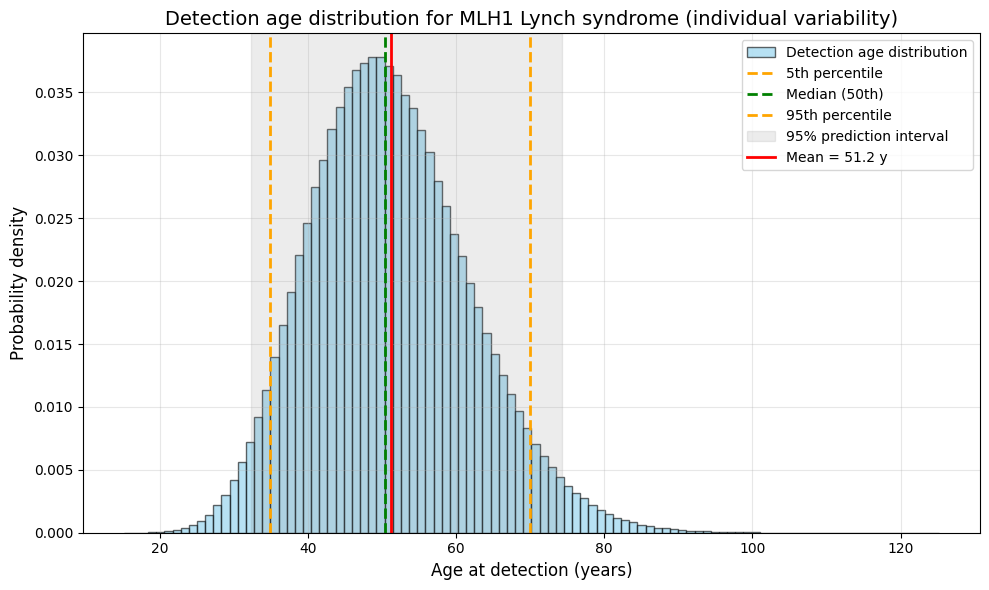 Detection age distribution for MLH1 Lynch syndrome (individual variability)
Detection age distribution
5th percentile
Median (50th)
95th percentile
95% prediction interval
Mean = 51.2 y
Probability density
0.035
0.030
0.025
0.020
0.015
0.010
0.005
0.000
20 40 60 80 100 120
Age at detection (years)